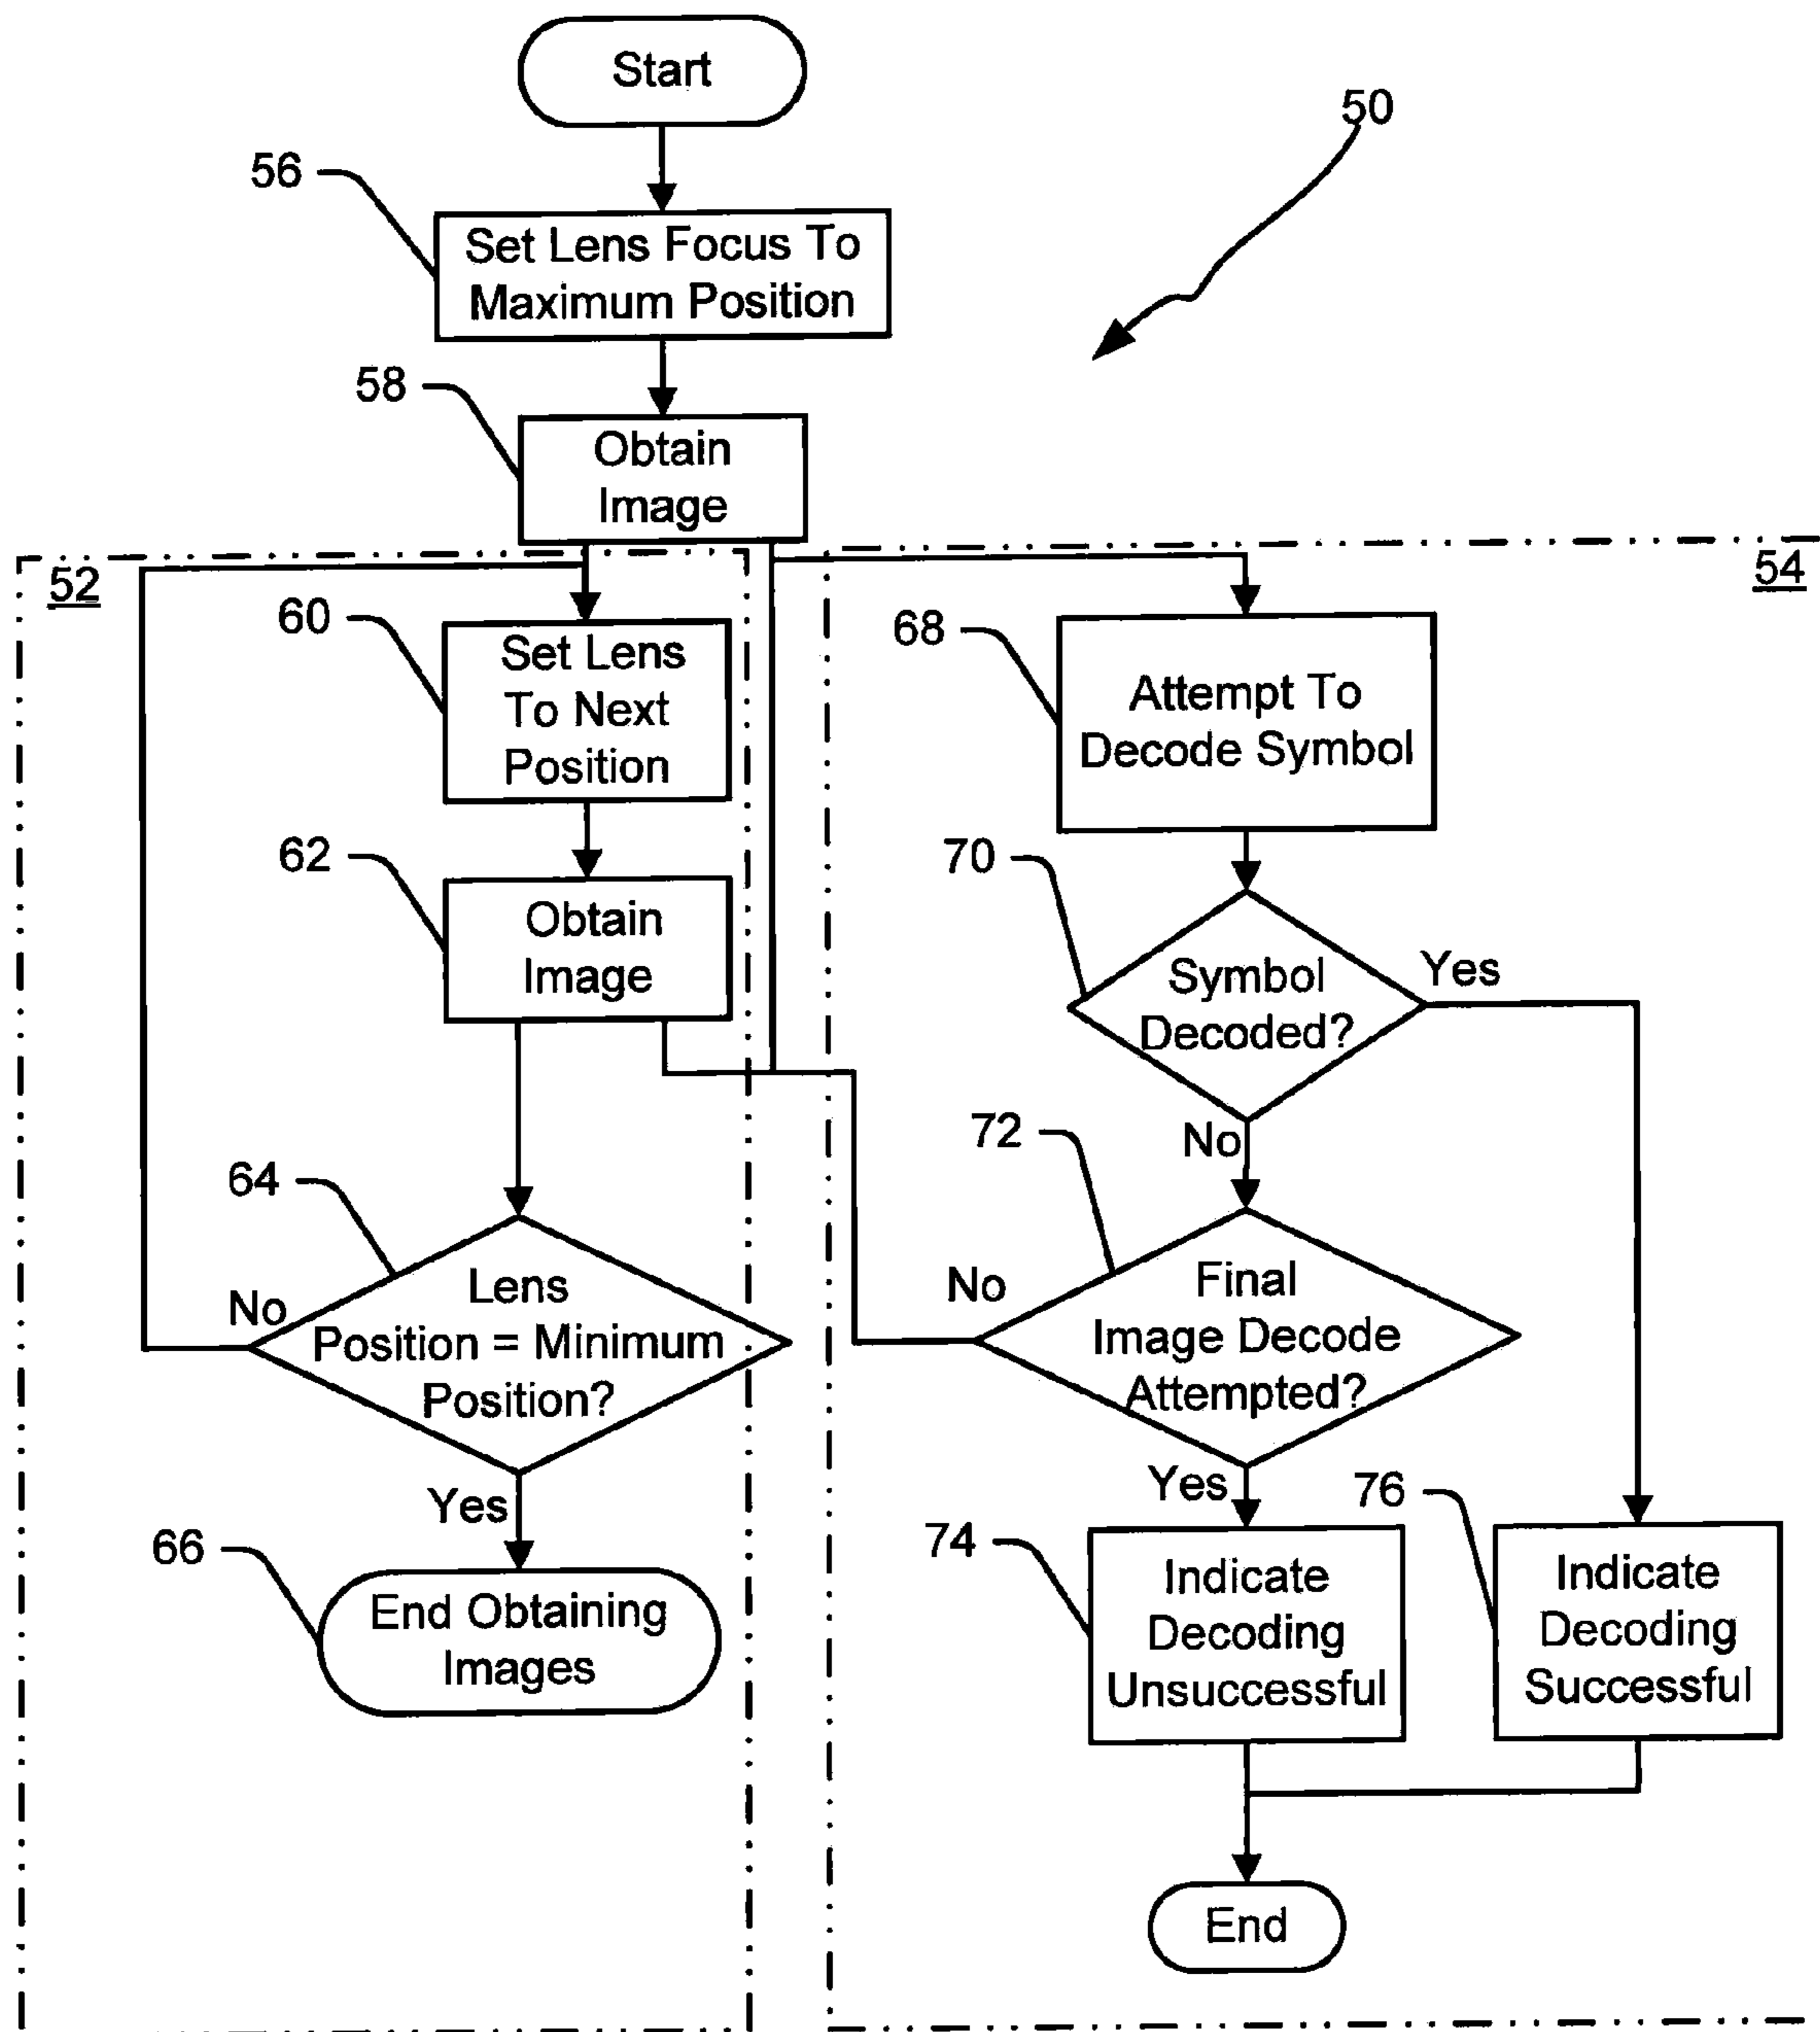 Start
50
56
Set Lens Focus To
Maximum Position
58
Obtain
Image
52
54
60
Set Lens
To Next
Position
62
Obtain
Image
64
Lens
Position = Minimum
Position?
No
Yes
66
End Obtaining
Images
68
Attempt To
Decode Symbol
70
Symbol
Decoded?
Yes
No
72
Final
Image Decode
Attempted?
No
Yes
74
Indicate
Decoding
Unsuccessful
76
Indicate
Decoding
Successful
End